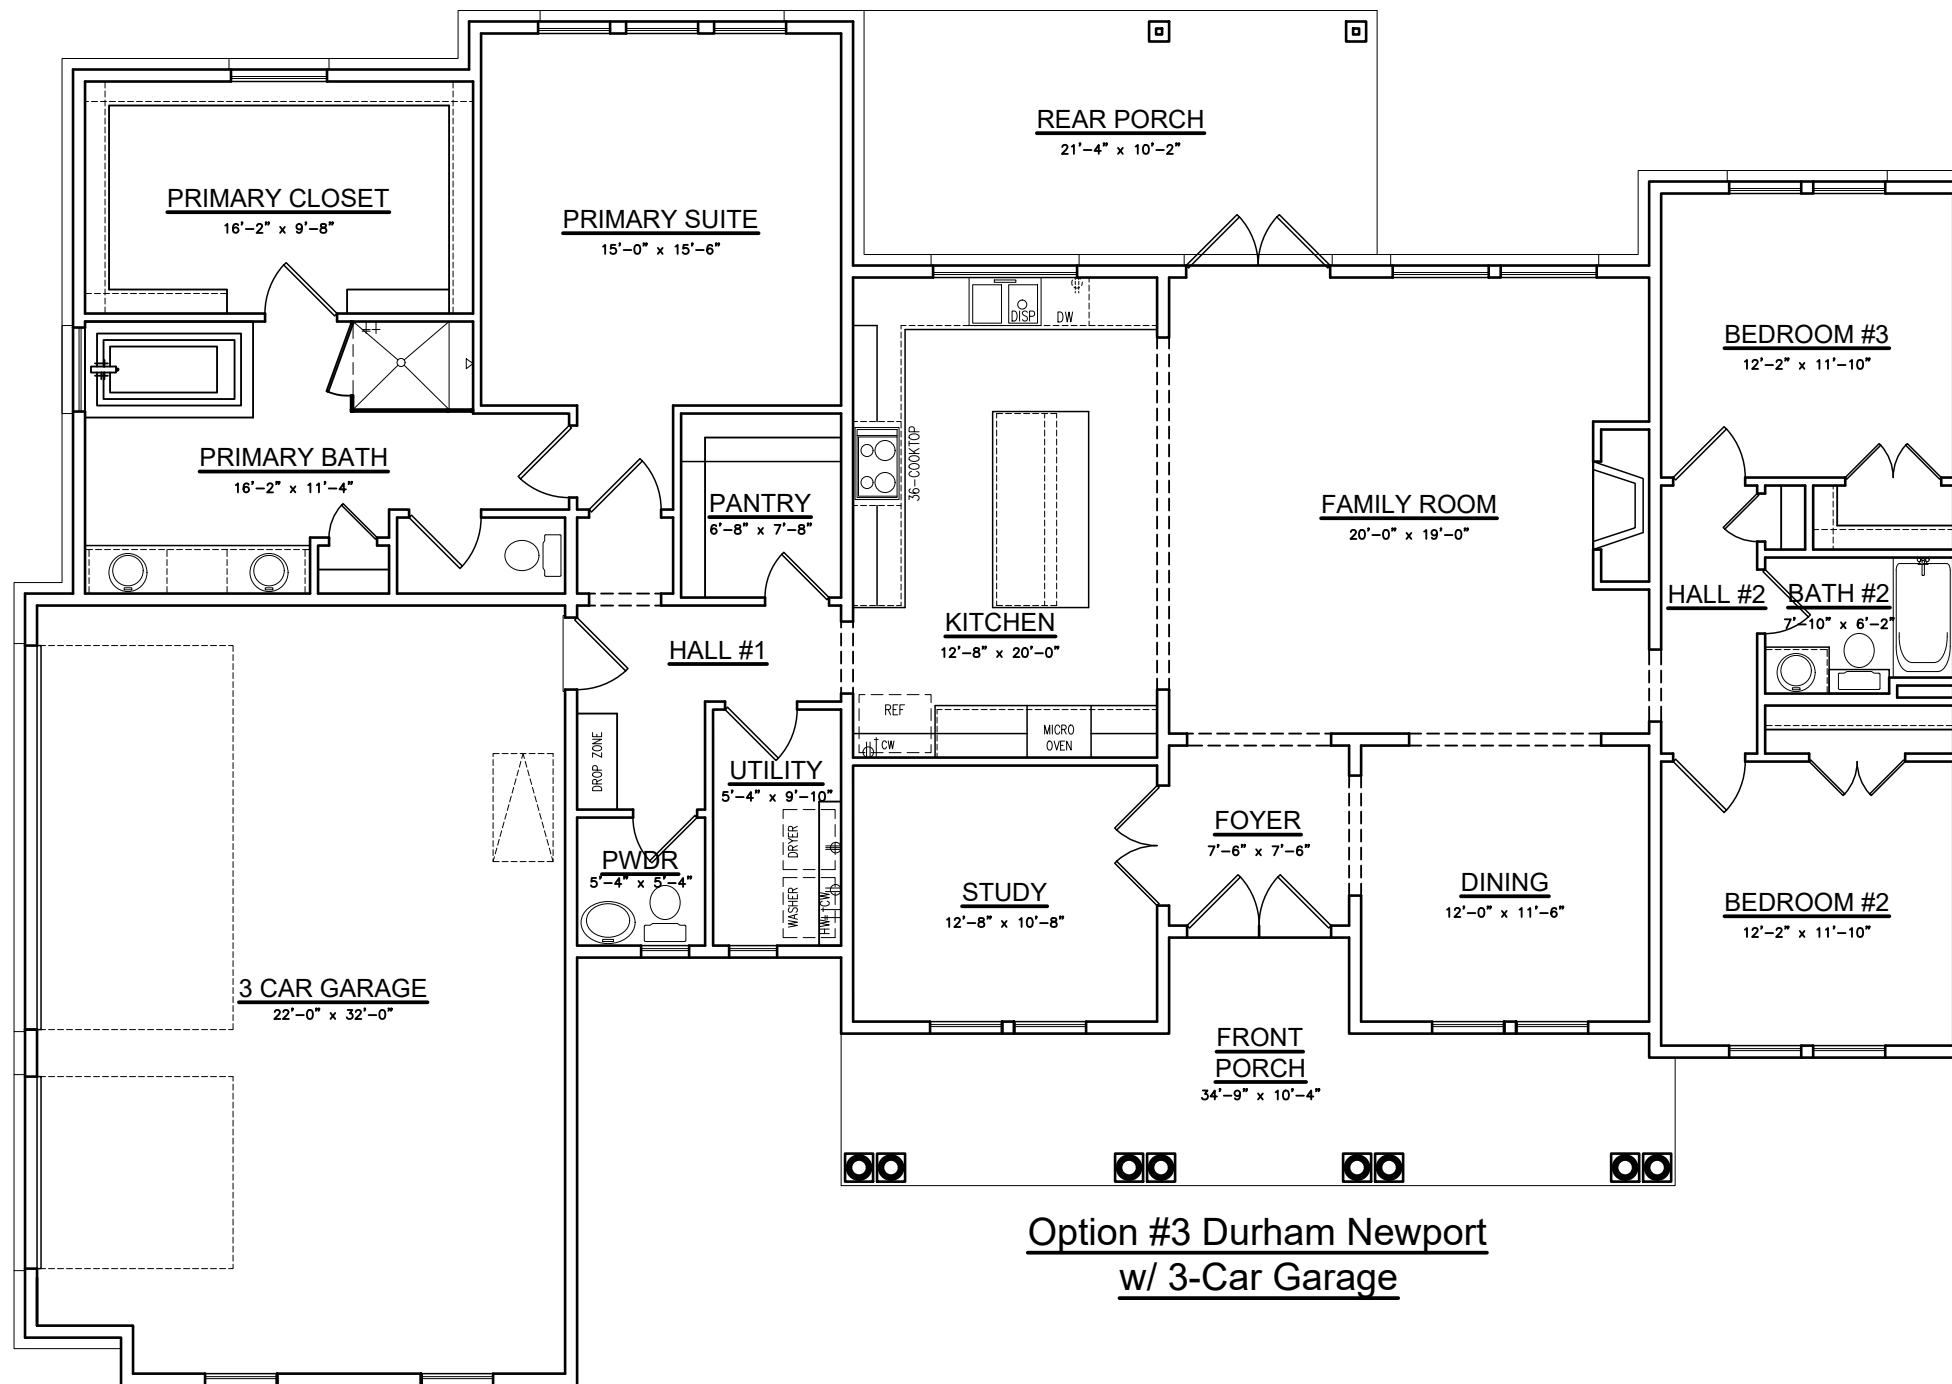 REAR PORCH
21'-4" x 10'-2"
PRIMARY CLOSET
16'-2" x 9'-8"
PRIMARY SUITE
15'-0" x 15'-6"
DISP
DW
BEDROOM #3
12'-2" x 11'-10"
PRIMARY BATH
16'-2" x 11'-4"
36-COOKTOP
PANTRY
6'-8" x 7'-8"
FAMILY ROOM
20'-0" x 19'-0"
HALL #2
BATH #2
7'-10" x 6'-2"
KITCHEN
12'-8" x 20'-0"
HALL #1
REF
CW
MICRO
OVEN
DROP ZONE
UTILITY
5'-4" x 9'-10"
DRYER
WASHER
HW
CW
PWDR
5'-4" x 5'-4"
FOYER
7'-6" x 7'-6"
STUDY
12'-8" x 10'-8"
DINING
12'-0" x 11'-6"
BEDROOM #2
12'-2" x 11'-10"
3 CAR GARAGE
22'-0" x 32'-0"
FRONT
PORCH
34'-9" x 10'-4"
Option #3 Durham Newport
w/ 3-Car Garage